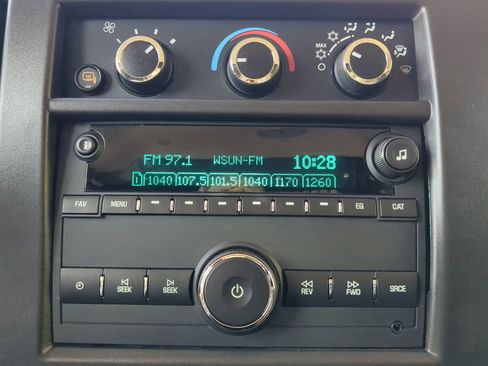 MAX
FM 97.1 WSUN-FM 10:28
1 1040 107.5 101.5 1040 1170 1260
FAV MENU EQ CAT
SEEK SEEK REV FWD SRCE